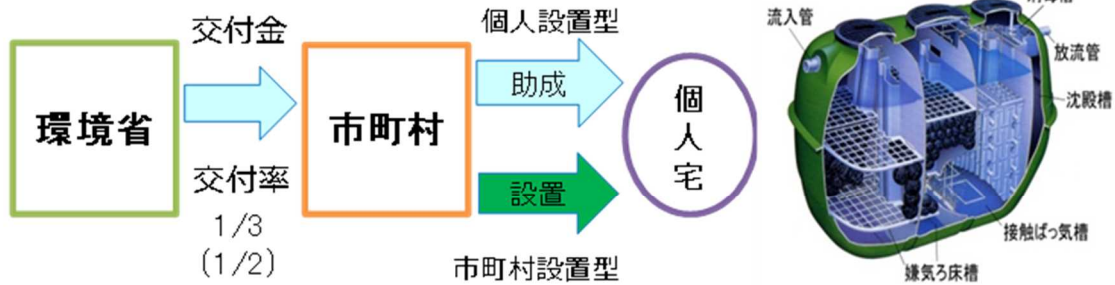 環境省
交付金
交付率
1/3
(1/2)
市町村
個人設置型
助成
設置
市町村設置型
個人宅
流入管
放流管
沈殿槽
接触ばっ気槽
嫌気ろ床槽